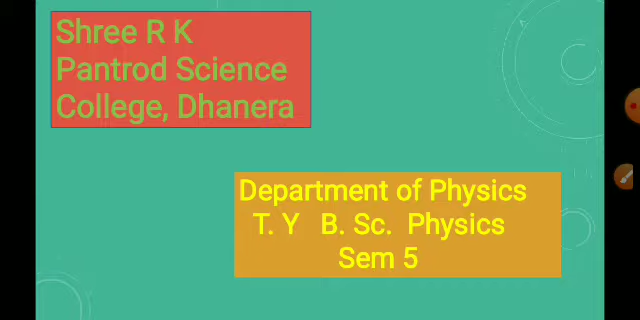 Shree R K
Pantrod Science
College, Dhanera
Department of Physics
T. Y B. Sc. Physics
Sem 5